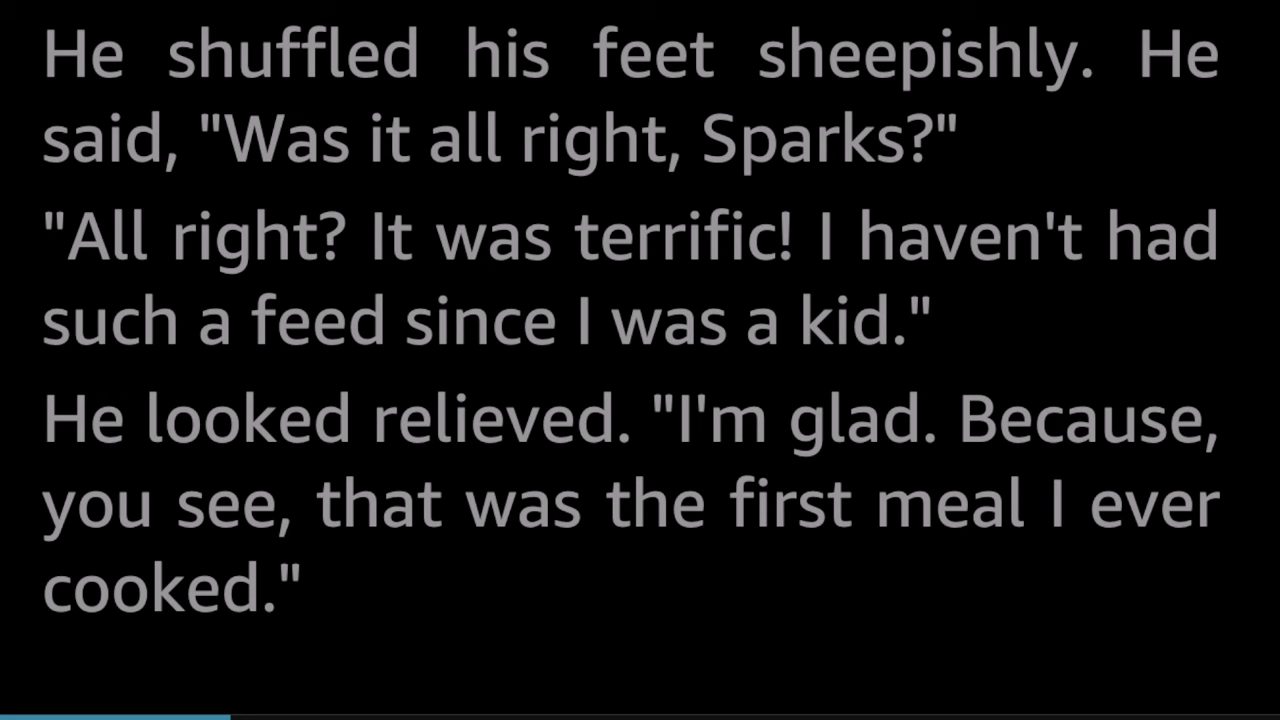 He shuffled his feet sheepishly. He
said, "Was it all right, Sparks?"
"All right? It was terrific! I haven't had
such a feed since I was a kid."
He looked relieved. "I'm glad. Because,
you see, that was the first meal I ever
cooked."